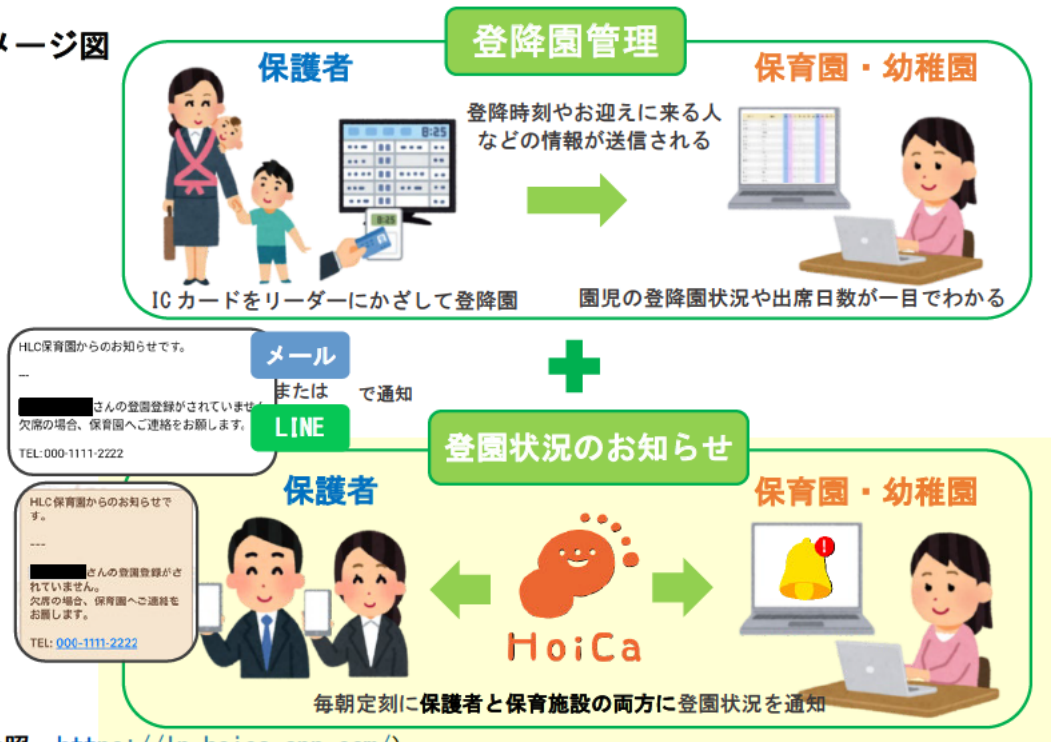 メージ図
登降園管理
保護者
保育園・幼稚園
登降時刻やお迎えに来る人
などの情報が送信される
8:25
8:25
ICカードをリーダーにかざして登降園
園児の登降園状況や出席日数が一目でわかる
HLC保育園からのお知らせです。
---
さんの登園登録がされていません
欠席の場合、保育園へご連絡をお願します。
TEL:000-1111-2222
メール
または
で通知
LINE
登園状況のお知らせ
保護者
保育園・幼稚園
HLC保育園からのお知らせで
す。
---
さんの登園登録がさ
れていません。
欠席の場合、保育園へご連絡を
お願します。
TEL: 000-1111-2222
HoiCa
毎朝定刻に保護者と保育施設の両方に登園状況を通知